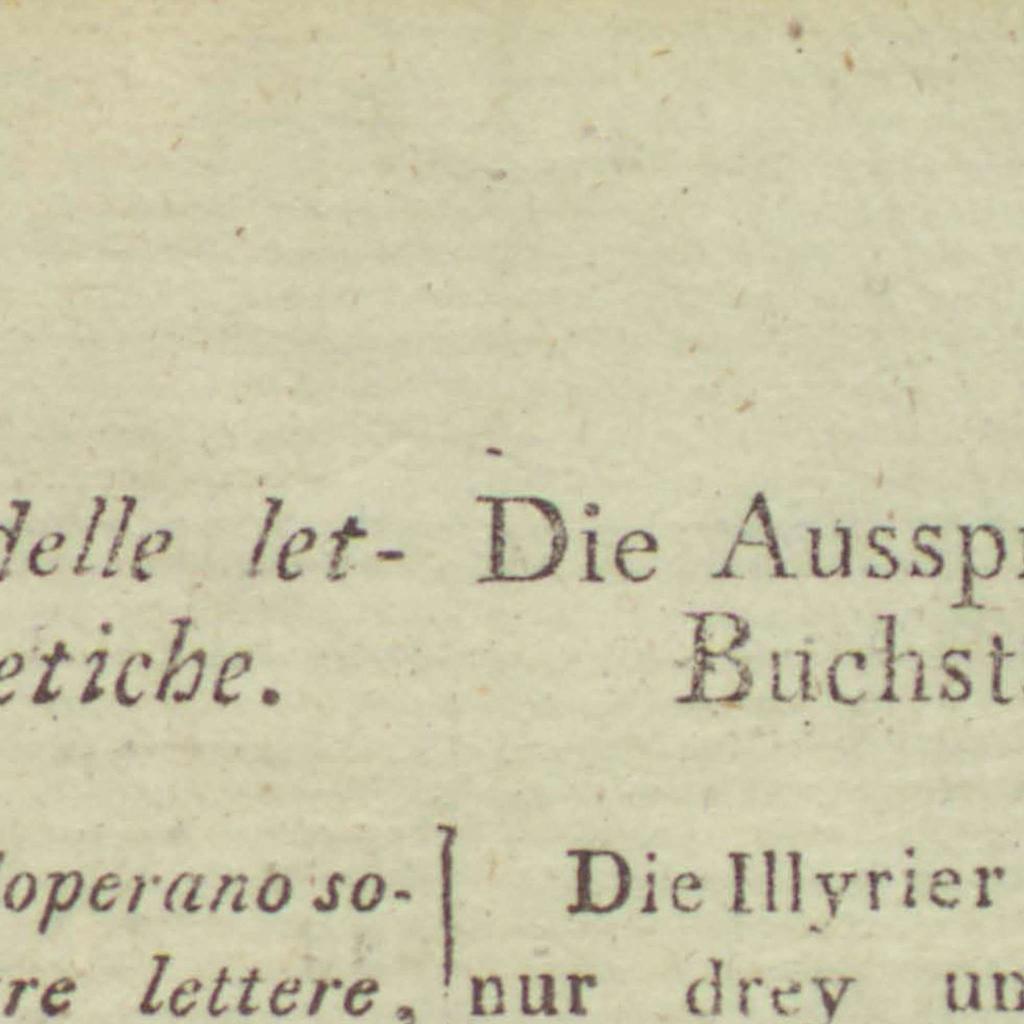 delle let-
etiche.
operano so-
re lettere,
Die Ausspr
Buchst
Die Illyrier
nur drey un